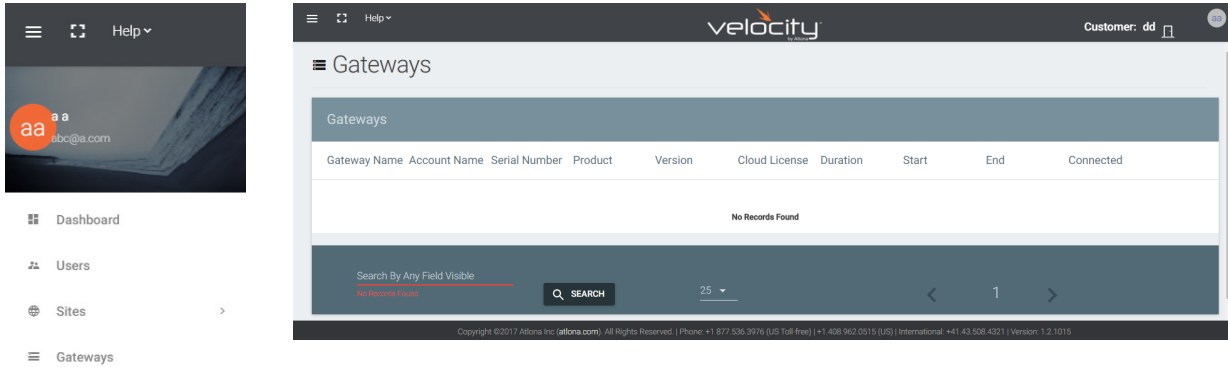 Help
aa
a a
abc@a.com
Dashboard
Users
Sites
Gateways
Help
velocity
by Atlona
Customer: dd
aa
Gateways
Gateways
Gateway Name Account Name Serial Number Product Version Cloud License Duration Start End Connected
No Records Found
Search By Any Field Visible
No Records Found
SEARCH
25
1
Copyright ©2017 Atlona Inc (atlona.com). All Rights Reserved. | Phone: +1 877.536.3976 (US Toll-free) | +1.408.962.0515 (US) | International: +41.43.508.4321 | Version: 1.2.1015